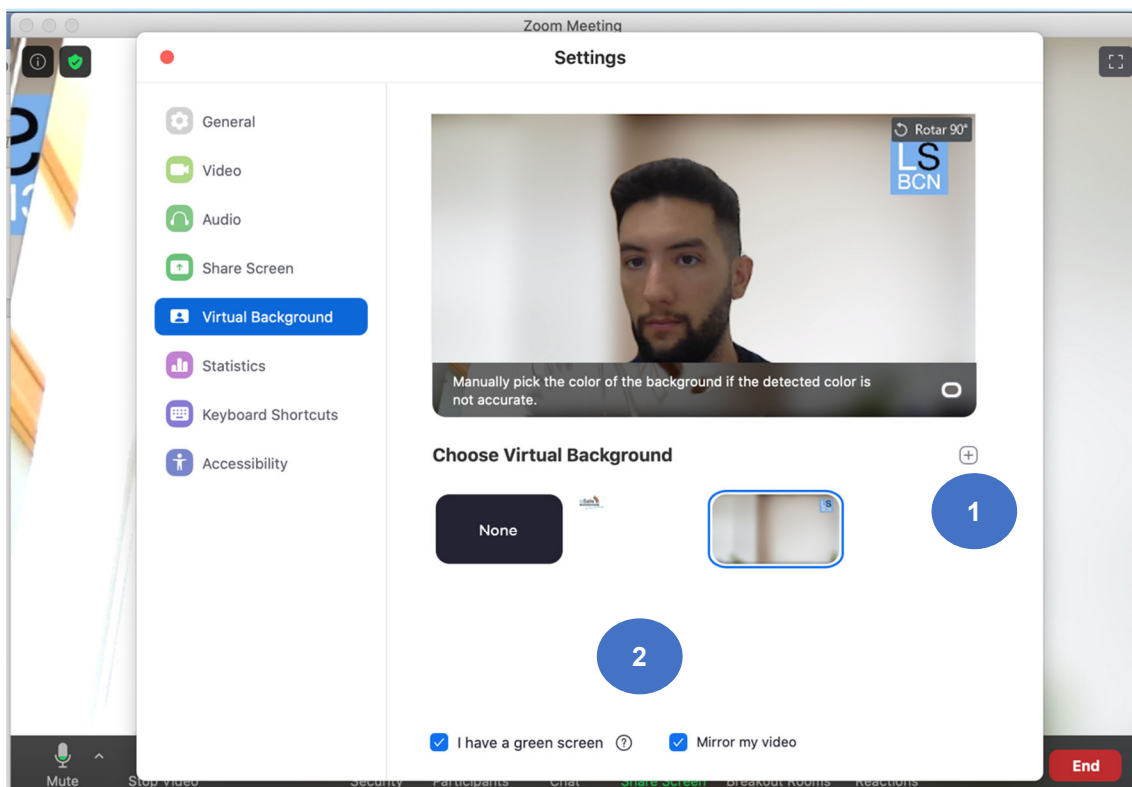 Zoom Meeting
Settings
General
Video
Audio
Share Screen
Virtual Background
Statistics
Keyboard Shortcuts
Accessibility
Rotar 90°
LS
BCN
Manually pick the color of the background if the detected color is
not accurate.
Choose Virtual Background
1
None
LS
2
I have a green screen
Mirror my video
Mute
Stop Video
Security
Participants
Chat
Share Screen
Breakout Rooms
Reactions
End